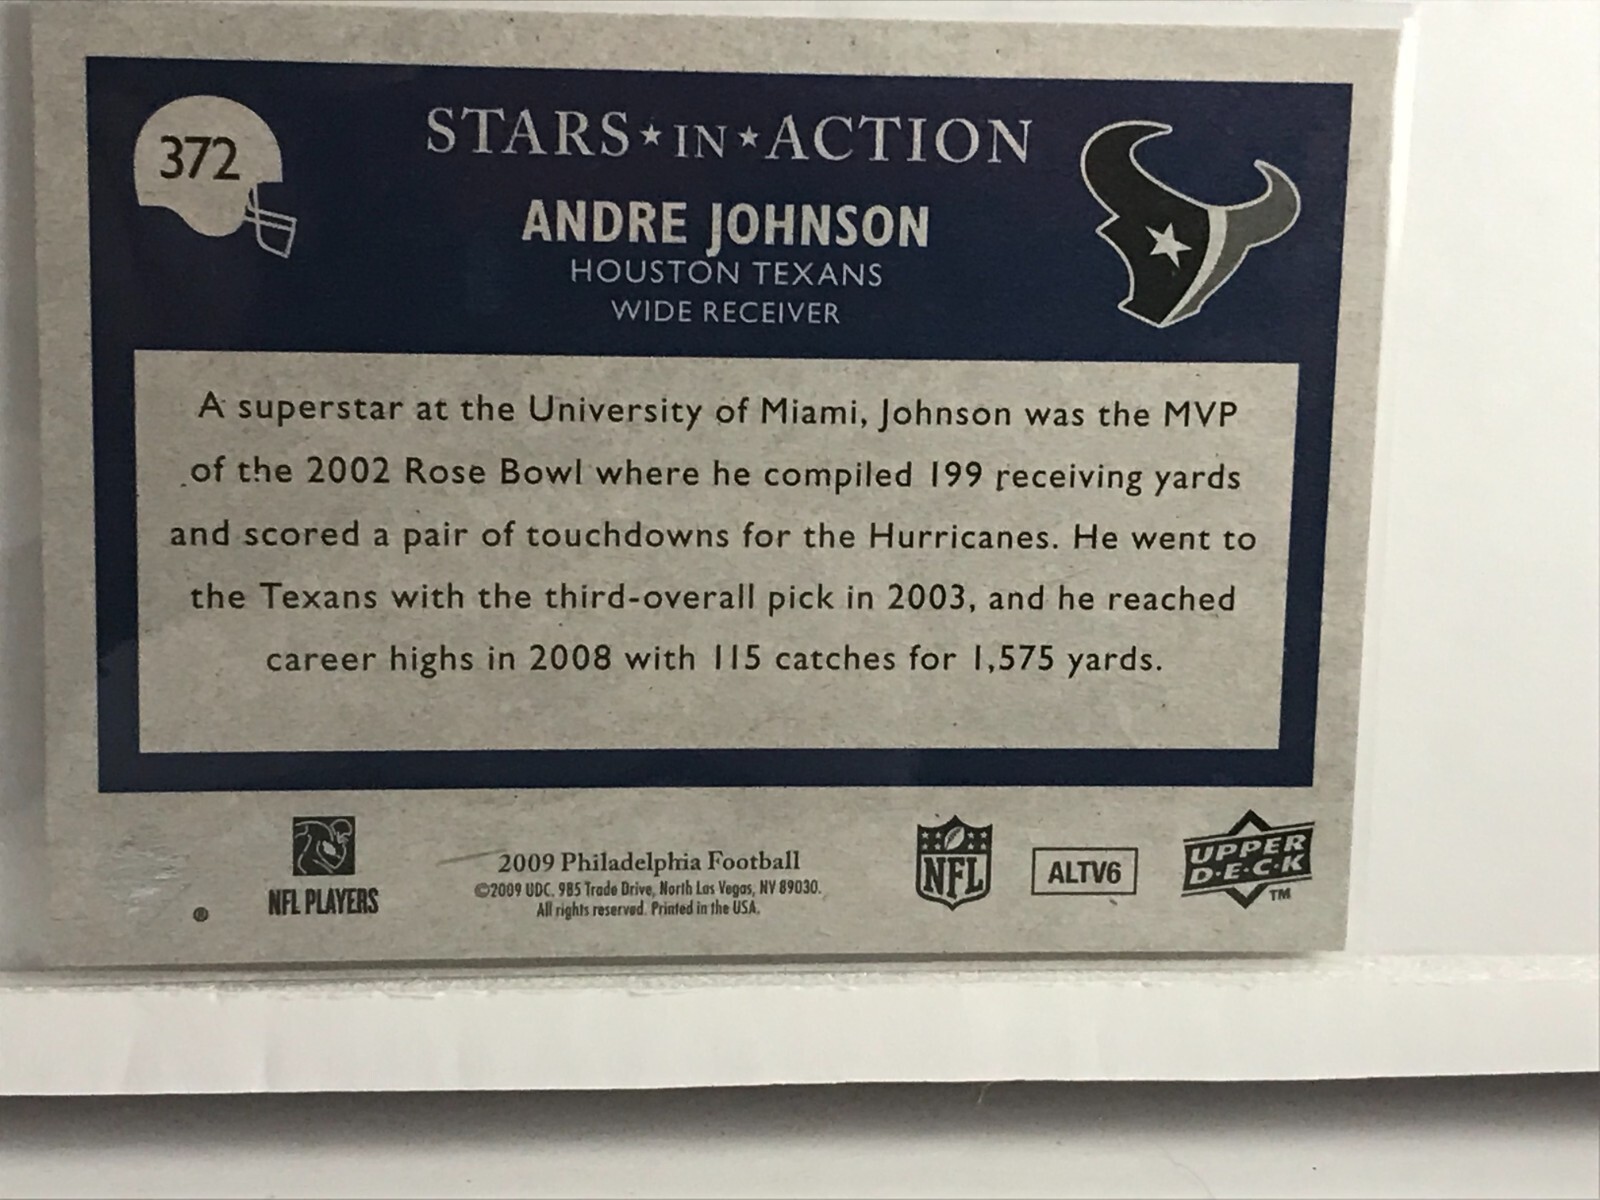 372
STARS★IN★ACTION
ANDRE JOHNSON
HOUSTON TEXANS
WIDE RECEIVER
A superstar at the University of Miami, Johnson was the MVP
of the 2002 Rose Bowl where he compiled 199 receiving yards
and scored a pair of touchdowns for the Hurricanes. He went to
the Texans with the third-overall pick in 2003, and he reached
career highs in 2008 with 115 catches for 1,575 yards.
® NFL PLAYERS
2009 Philadelphia Football
©2009 UDC. 985 Trade Drive, North Las Vegas, NV 89030.
All rights reserved. Printed in the USA.
NFL
ALTV6
UPPER
D·E·C·K
TM